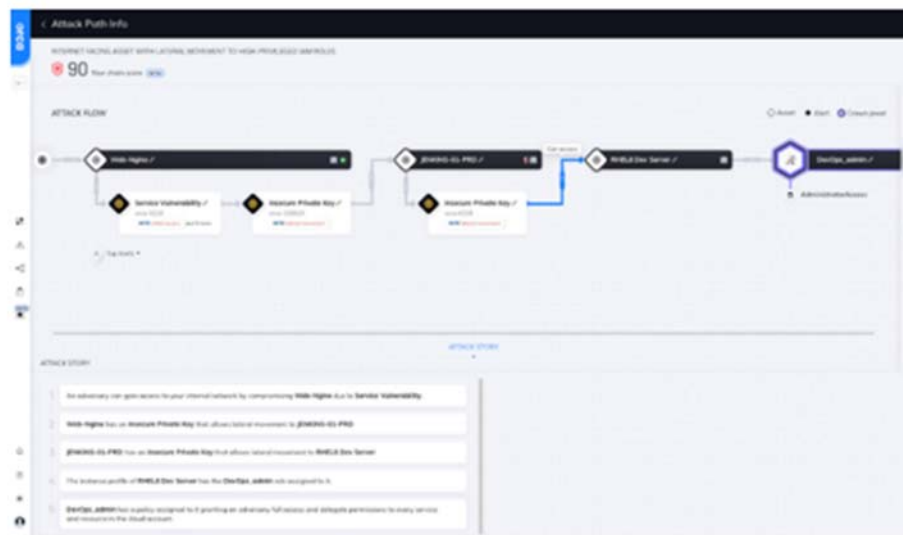 orca
< Attack Path Info
INTERNET FACING ASSET WITH LATERAL MOVEMENT TO HIGH PRIVILEGED IAM ROLES
90
ATTACK FLOW
Asset Alert Crown jewel
Web-Nginx
JENKINS-01-PRD
RHEL8 Dev Server
DevOps_admin
Service Vulnerability
Insecure Private Key
Insecure Private Key
AdministratorAccess
ATTACK STORY
ATTACK STORY
1 An adversary can gain access to your internal network by compromising Web-Nginx due to Service Vulnerability
2 Web-Nginx has an Insecure Private Key that allows lateral movement to JENKINS-01-PRD
3 JENKINS-01-PRD has an Insecure Private Key that allows lateral movement to RHEL8 Dev Server
4 The instance profile of RHEL8 Dev Server has the DevOps_admin role assigned to it.
5 DevOps_admin has a policy assigned to it granting an adversary full access and delegate permissions to every service
and resource in the cloud account.